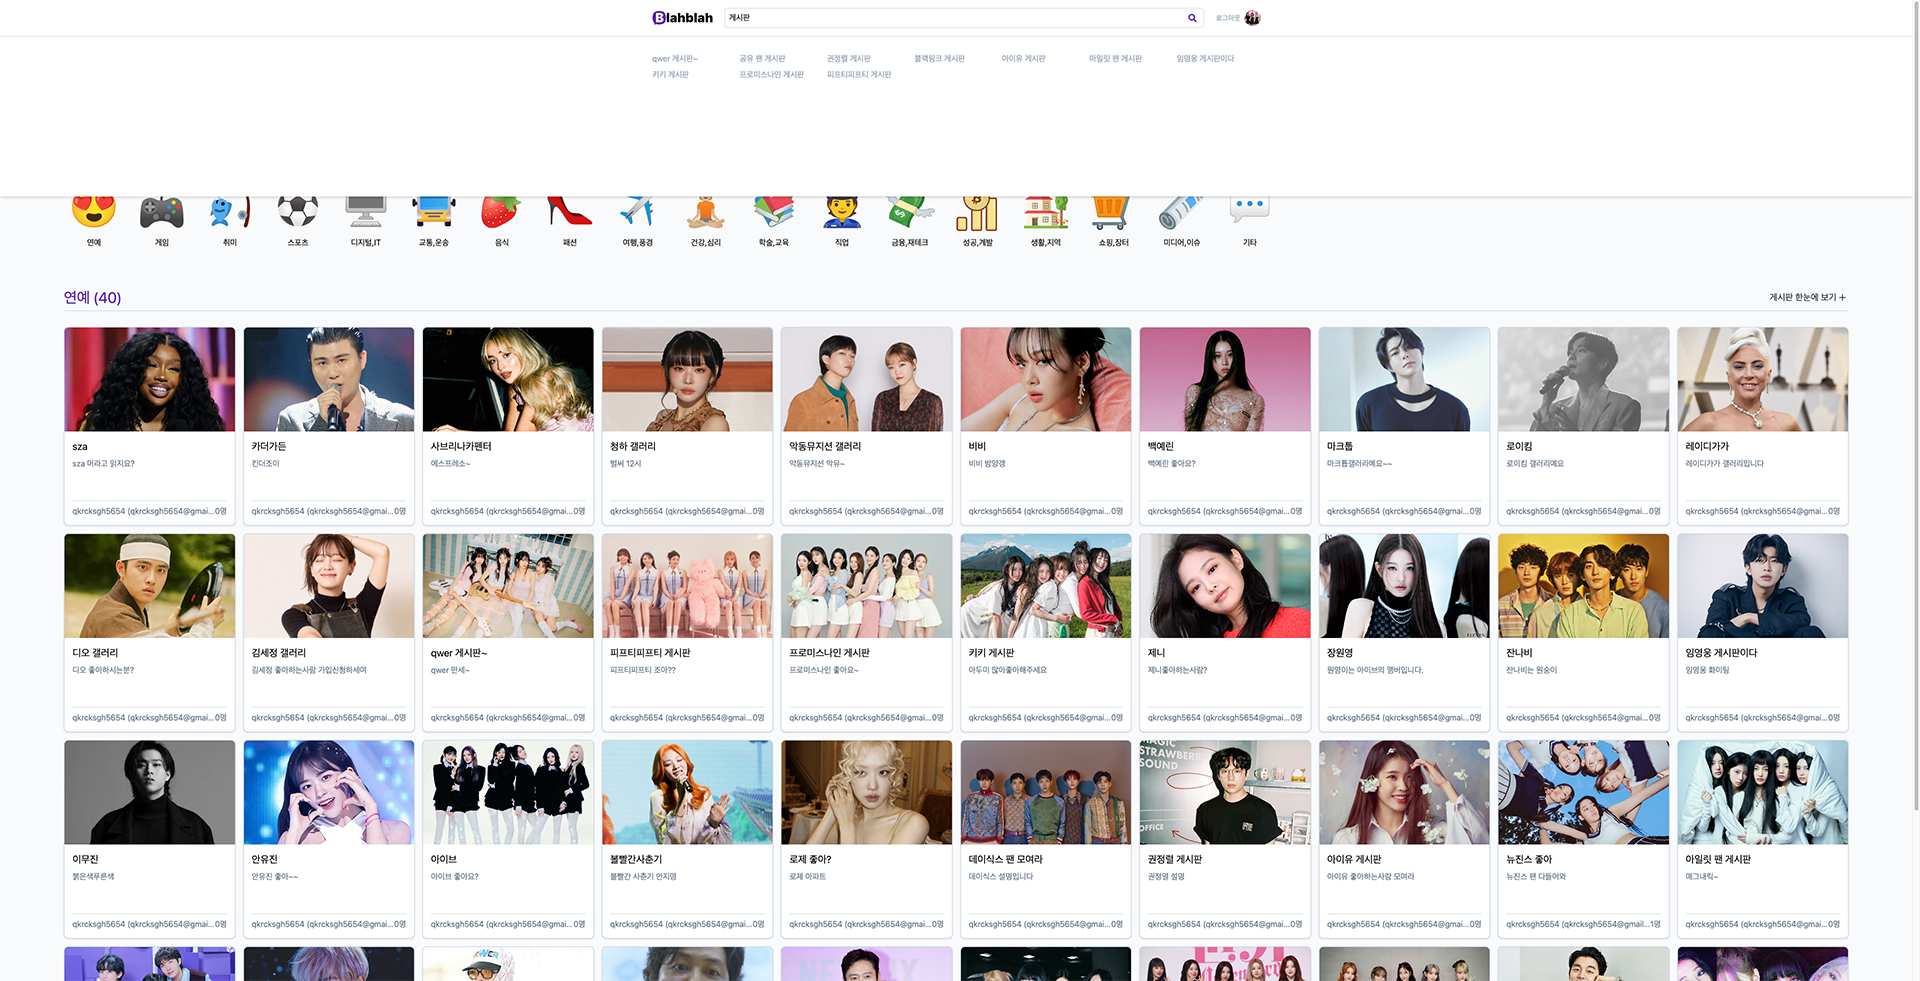 Blahblah
게시판
로그아웃
qwer 게시판~ 공유 팬 게시판 권정렬 게시판 블랙핑크 게시판 아이유 게시판 아일릿 팬 게시판 임영웅 게시판이다
키키 게시판 프로미스나인 게시판 피프티피프티 게시판
연예 게임 취미 스포츠 디지털,IT 교통,운송 음식 패션 여행,풍경 건강,심리 학술,교육 직업 금융,재테크 성공,계발 생활,지역 쇼핑,장터 미디어,이슈 기타
연예 (40)
게시판 한눈에 보기 +
sza 카더가든 사브리나카펜터 청하 갤러리 악동뮤지션 갤러리 비비 백예린 마크툽 로이킴 레이디가가
sza 머라고 읽지요? 킨더조이 에스프레소~ 벌써 12시 악동뮤지션 악뮤~ 비비 밤양갱 백예린 좋아요? 마크툽갤러리예요~~ 로이킴 갤러리예요 레이디가가 갤러리입니다
qkrcksgh5654 (qkrcksgh5654@gmai...0명 qkrcksgh5654 (qkrcksgh5654@gmai...0명 qkrcksgh5654 (qkrcksgh5654@gmai...0명 qkrcksgh5654 (qkrcksgh5654@gmai...0명 qkrcksgh5654 (qkrcksgh5654@gmai...0명 qkrcksgh5654 (qkrcksgh5654@gmai...0명 qkrcksgh5654 (qkrcksgh5654@gmai...0명 qkrcksgh5654 (qkrcksgh5654@gmai...0명 qkrcksgh5654 (qkrcksgh5654@gmai...0명 qkrcksgh5654 (qkrcksgh5654@gmai...0명
디오 갤러리 김세정 갤러리 qwer 게시판~ 피프티피프티 게시판 프로미스나인 게시판 키키 게시판 제니 장원영 잔나비 임영웅 게시판이다
디오 좋아하시는분? 김세정 좋아하는사람 가입신청하세여 qwer 만세~ 피프티피프티 조아?? 프로미스나인 좋아요~ 아두미 많아좋아해주세요 제니좋아하는사람? 원영이는 아이브의 멤버입니다. 잔나비는 원숭이 임영웅 화이팅
qkrcksgh5654 (qkrcksgh5654@gmai...0명 qkrcksgh5654 (qkrcksgh5654@gmai...0명 qkrcksgh5654 (qkrcksgh5654@gmai...0명 qkrcksgh5654 (qkrcksgh5654@gmai...0명 qkrcksgh5654 (qkrcksgh5654@gmai...0명 qkrcksgh5654 (qkrcksgh5654@gmai...0명 qkrcksgh5654 (qkrcksgh5654@gmai...0명 qkrcksgh5654 (qkrcksgh5654@gmai...0명 qkrcksgh5654 (qkrcksgh5654@gmai...0명 qkrcksgh5654 (qkrcksgh5654@gmai...0명
STRAWBERRY
SOUND
OFFICE
이무진 안유진 아이브 볼빨간사춘기 로제 좋아? 데이식스 팬 모여라 권정렬 게시판 아이유 게시판 뉴진스 좋아 아일릿 팬 게시판
붉은색푸른색 안유진 좋아~~ 아이브 좋아요? 볼빨간 사춘기 안지영 로제 아파트 데이식스 설명입니다 권정열 설명 아이유 좋아하는사람 모여라 뉴진스 팬 다들어와 매그내릭~
qkrcksgh5654 (qkrcksgh5654@gmai...0명 qkrcksgh5654 (qkrcksgh5654@gmai...0명 qkrcksgh5654 (qkrcksgh5654@gmai...0명 qkrcksgh5654 (qkrcksgh5654@gmai...0명 qkrcksgh5654 (qkrcksgh5654@gmai...0명 qkrcksgh5654 (qkrcksgh5654@gmai...0명 qkrcksgh5654 (qkrcksgh5654@gmai...0명 qkrcksgh5654 (qkrcksgh5654@gmai...0명 qkrcksgh5654 (qkrcksgh5654@gmail...1명 qkrcksgh5654 (qkrcksgh5654@gmai...0명